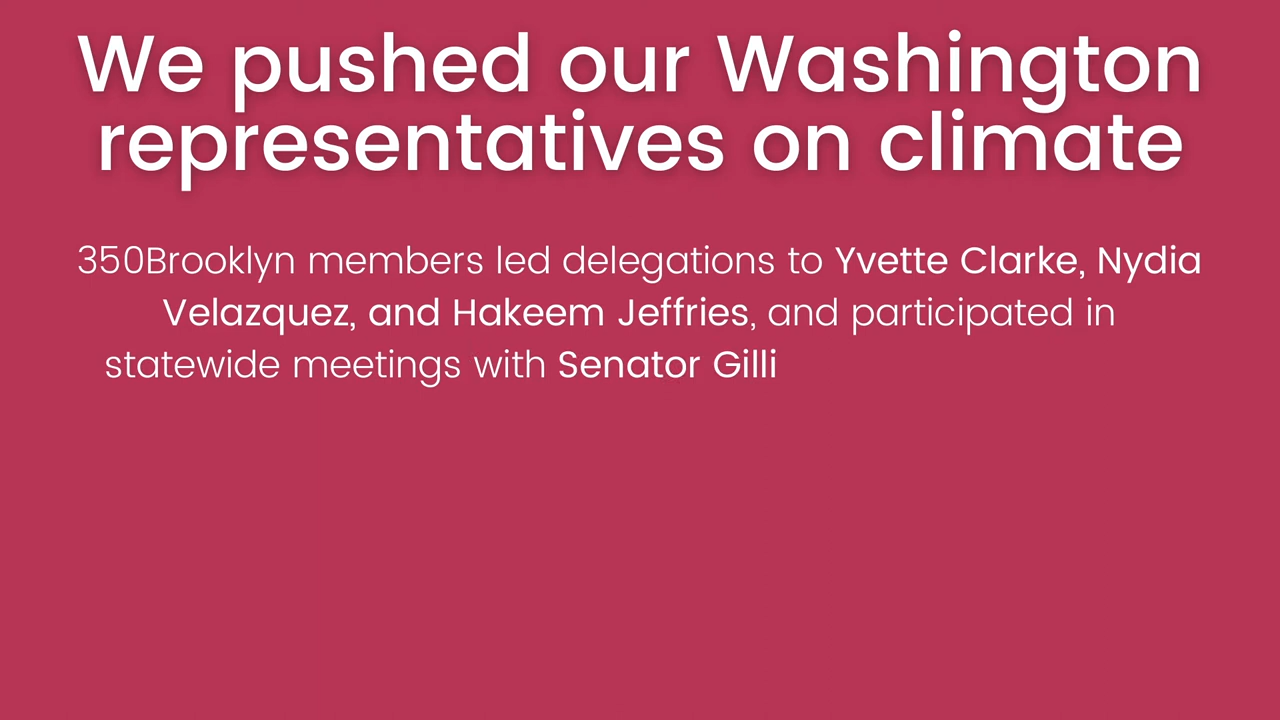 We pushed our Washington
representatives on climate
350Brooklyn members led delegations to Yvette Clarke, Nydia
Velazquez, and Hakeem Jeffries, and participated in
statewide meetings with Senator Gilli